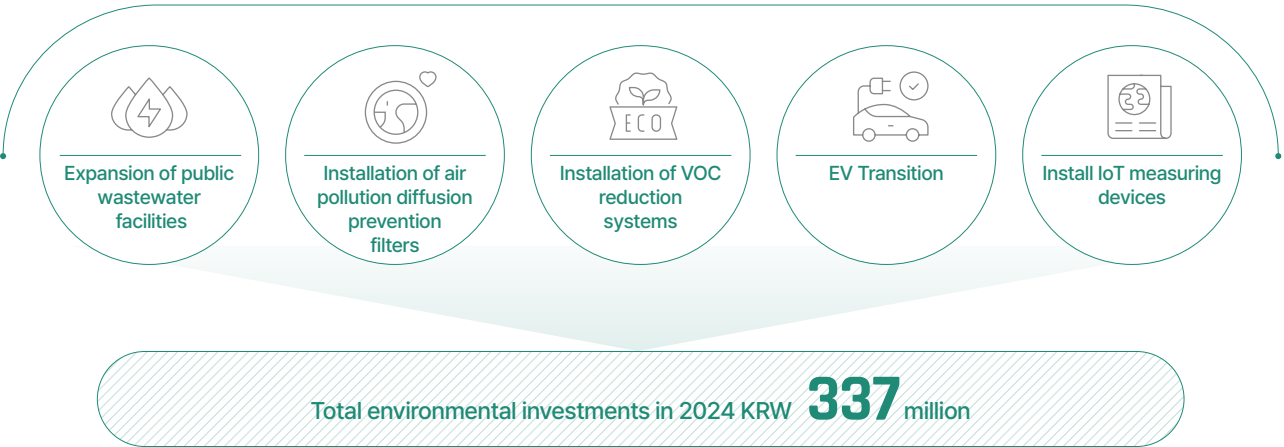 ECO
Expansion of public
wastewater
facilities
Installation of air
pollution diffusion
prevention
filters
Installation of VOC
reduction
systems
EV Transition
Install IoT measuring
devices
Total environmental investments in 2024 KRW 337 million